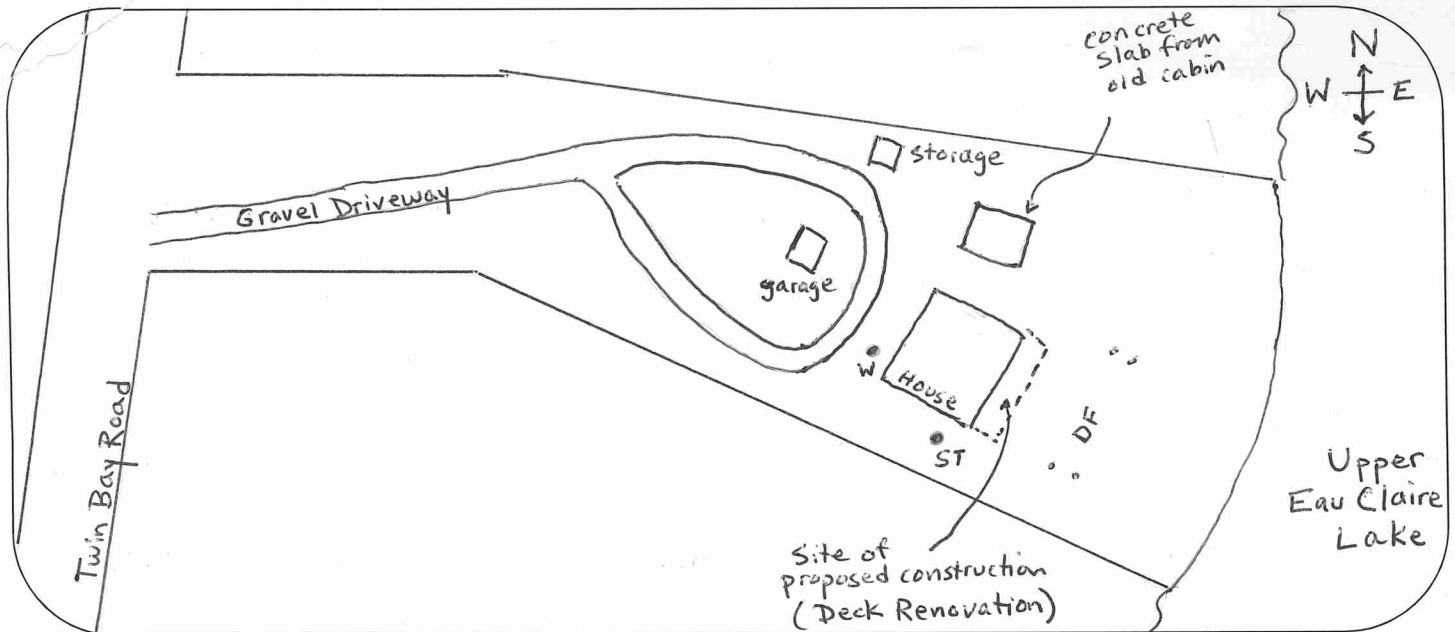 concrete
slab from
old cabin
N
W E
S
storage
Gravel Driveway
garage
W
House
ST
DF
Twin Bay Road
Upper
Eau Claire
Lake
Site of
proposed construction
(Deck Renovation)